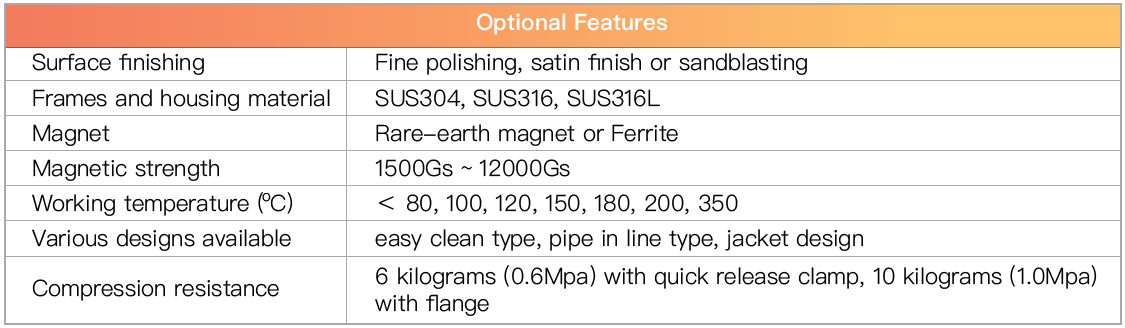 Optional Features
Surface finishing Fine polishing, satin finish or sandblasting
Frames and housing material SUS304, SUS316, SUS316L
Magnet Rare-earth magnet or Ferrite
Magnetic strength 1500Gs ~ 12000Gs
Working temperature (°C) < 80, 100, 120, 150, 180, 200, 350
Various designs available easy clean type, pipe in line type, jacket design
Compression resistance 6 kilograms (0.6Mpa) with quick release clamp, 10 kilograms (1.0Mpa)
with flange